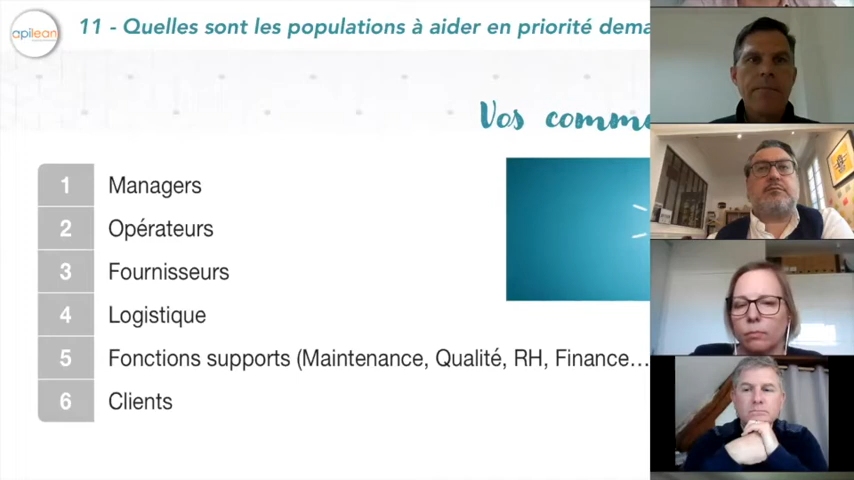 apilean
11 - Quelles sont les populations à aider en priorité dema
Vos comme
1 Managers
2 Opérateurs
3 Fournisseurs
4 Logistique
5 Fonctions supports (Maintenance, Qualité, RH, Finance…
6 Clients